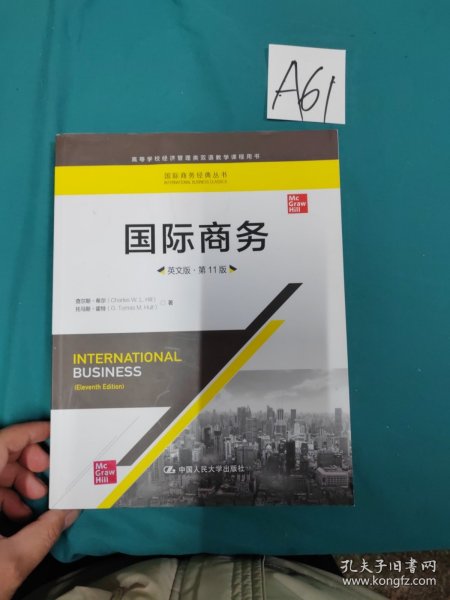 A61
高等学校经济管理类双语教学课程用书
国际商务经典丛书
INTERNATIONAL BUSINESS CLASSICS
Mc
Graw
Hill
国际商务
英文版·第11版
查尔斯·希尔(Charles W. L. Hill)
托马斯·霍特(G. Tomas M. Hult)
著
INTERNATIONAL
BUSINESS
(Eleventh Edition)
Mc
Graw
Hill
中国人民大学出版社
孔夫子旧书网
www.kongfz.com